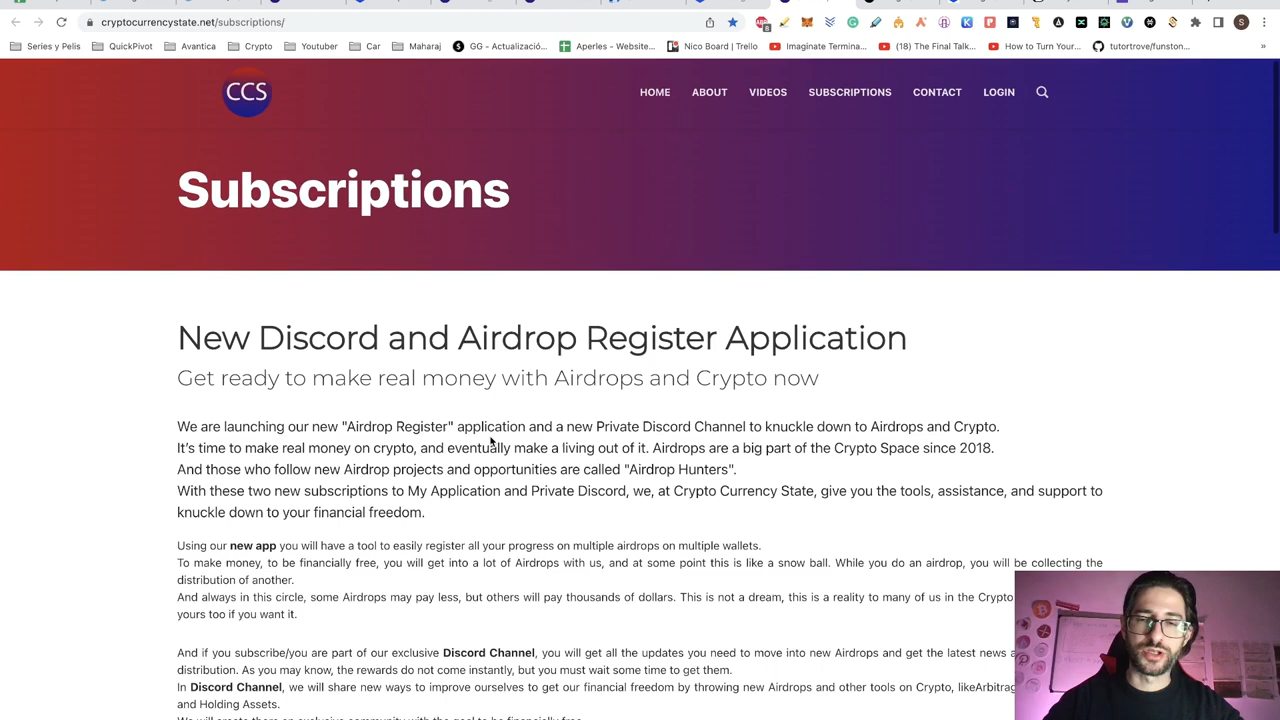 cryptocurrencystate.net/subscriptions/
Series y Pelis QuickPivot Avantica Crypto Youtuber Car Maharaj GG - Actualizació... Aperles - Website... Nico Board | Trello Imaginate Termina... (18) The Final Talk... How to Turn Your... tutortrove/funston... »
CCS HOME ABOUT VIDEOS SUBSCRIPTIONS CONTACT LOGIN
Subscriptions
New Discord and Airdrop Register Application
Get ready to make real money with Airdrops and Crypto now
We are launching our new "Airdrop Register" application and a new Private Discord Channel to knuckle down to Airdrops and Crypto.
It's time to make real money on crypto, and eventually make a living out of it. Airdrops are a big part of the Crypto Space since 2018.
And those who follow new Airdrop projects and opportunities are called "Airdrop Hunters".
With these two new subscriptions to My Application and Private Discord, we, at Crypto Currency State, give you the tools, assistance, and support to
knuckle down to your financial freedom.
Using our new app you will have a tool to easily register all your progress on multiple airdrops on multiple wallets.
To make money, to be financially free, you will get into a lot of Airdrops with us, and at some point this is like a snow ball. While you do an airdrop, you will be collecting the
distribution of another.
And always in this circle, some Airdrops may pay less, but others will pay thousands of dollars. This is not a dream, this is a reality to many of us in the Crypto
yours too if you want it.
And if you subscribe/you are part of our exclusive Discord Channel, you will get all the updates you need to move into new Airdrops and get the latest news a
distribution. As you may know, the rewards do not come instantly, but you must wait some time to get them.
In Discord Channel, we will share new ways to improve ourselves to get our financial freedom by throwing new Airdrops and other tools on Crypto, likeArbitrag
and Holding Assets.